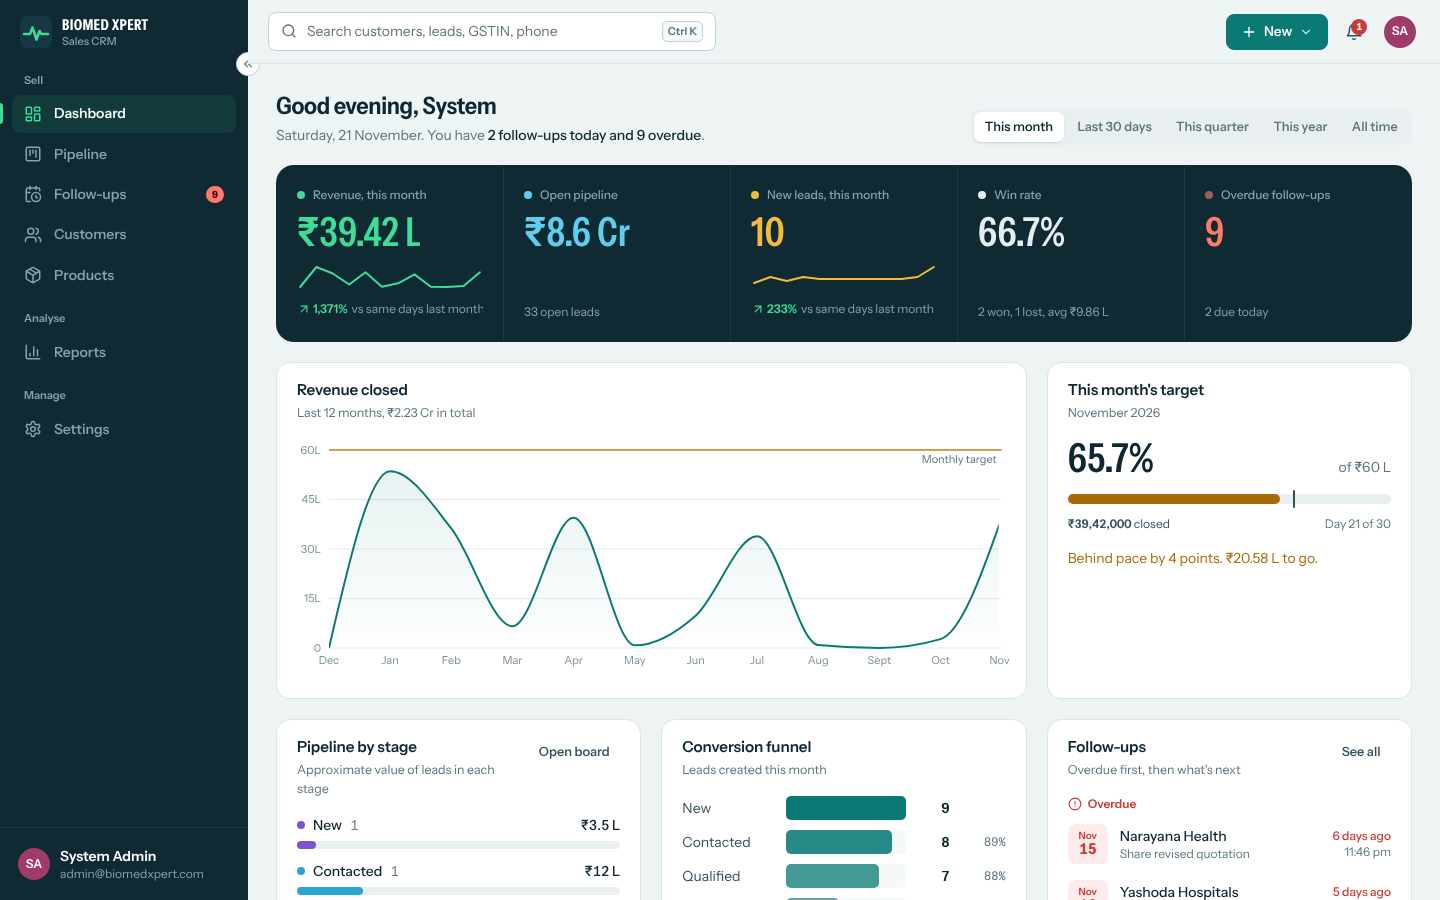 BIOMED XPERT
Sales CRM
Sell
Dashboard
Pipeline
Follow-ups 9
Customers
Products
Analyse
Reports
Manage
Settings
SA
System Admin
admin@biomedxpert.com
Search customers, leads, GSTIN, phone Ctrl K
New
1
SA
Good evening, System
Saturday, 21 November. You have 2 follow-ups today and 9 overdue.
This month Last 30 days This quarter This year All time
Revenue, this month
₹39.42 L
1,371% vs same days last month
Open pipeline
₹8.6 Cr
33 open leads
New leads, this month
10
233% vs same days last month
Win rate
66.7%
2 won, 1 lost, avg ₹9.86 L
Overdue follow-ups
9
2 due today
Revenue closed
Last 12 months, ₹2.23 Cr in total
60L
Monthly target
45L
30L
15L
0
Dec Jan Feb Mar Apr May Jun Jul Aug Sept Oct Nov
This month's target
November 2026
65.7% of ₹60 L
₹39,42,000 closed Day 21 of 30
Behind pace by 4 points. ₹20.58 L to go.
Pipeline by stage
Open board
Approximate value of leads in each
stage
New 1 ₹3.5 L
Contacted 1 ₹12 L
Conversion funnel
Leads created this month
New 9
Contacted 8 89%
Qualified 7 88%
Follow-ups
See all
Overdue first, then what's next
Overdue
Nov
15
Narayana Health 6 days ago
Share revised quotation 11:46 pm
Nov
Yashoda Hospitals 5 days ago